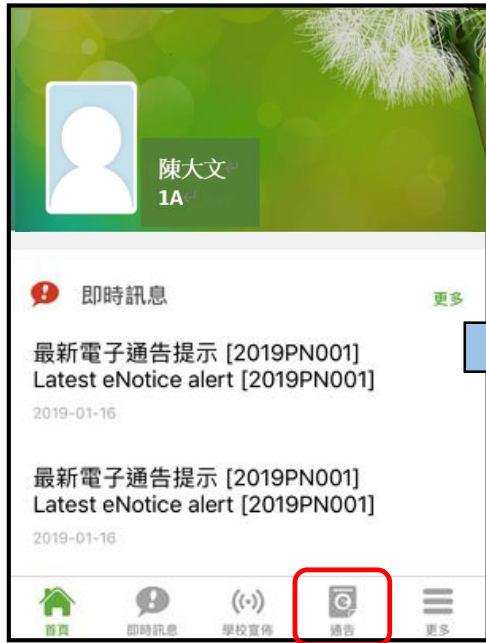 陳大文
1A
即時訊息
更多
最新電子通告提示 [2019PN001]
Latest eNotice alert [2019PN001]
2019-01-16
最新電子通告提示 [2019PN001]
Latest eNotice alert [2019PN001]
2019-01-16
首頁 即時訊息 學校宣佈 通告 更多